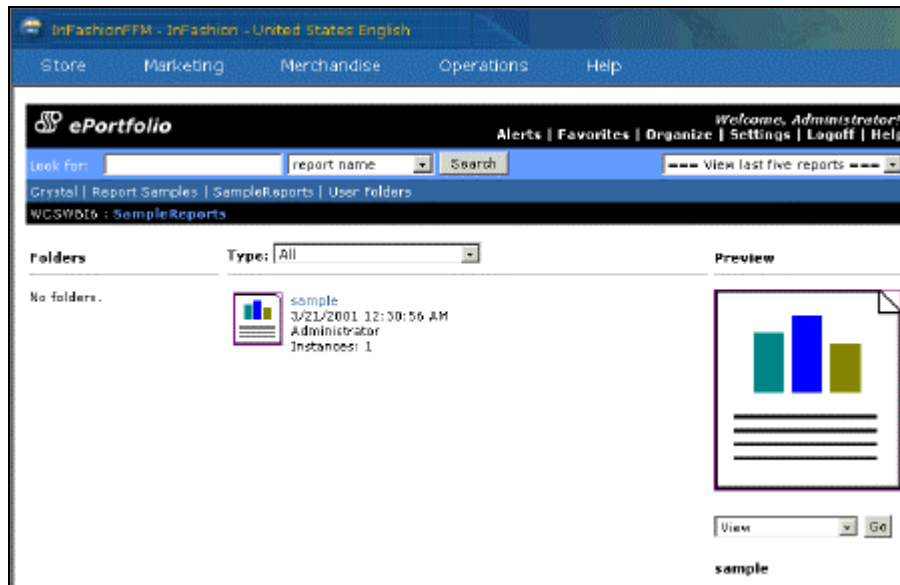 InFashionFFM - InFashion - United States English
Store Marketing Merchandise Operations Help
ePortfolio
Welcome, Administrator!
Alerts | Favorites | Organize | Settings | Logoff | Help
Look for: report name Search === View last five reports ===
Crystal | Report Samples | SampleReports | User Folders
WCSWBI6 : SampleReports
Folders Type: All Preview
No folders.
sample
3/21/2001 12:30:56 AM
Administrator
Instances: 1
View Go
sample